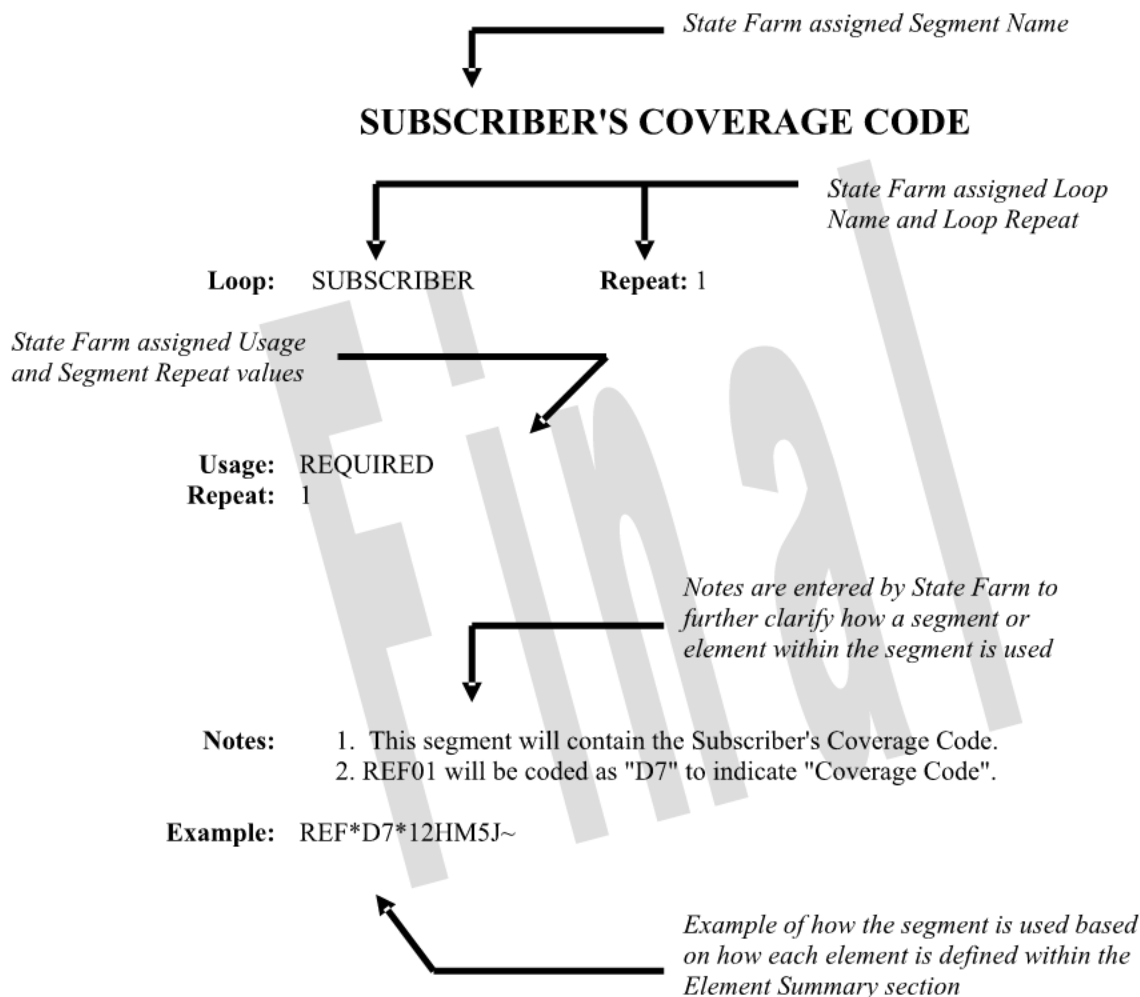 State Farm assigned Segment Name
SUBSCRIBER'S COVERAGE CODE
State Farm assigned Loop
Name and Loop Repeat
Loop: SUBSCRIBER Repeat: 1
State Farm assigned Usage
and Segment Repeat values
Usage: REQUIRED
Repeat: 1
Notes are entered by State Farm to
further clarify how a segment or
element within the segment is used
Notes: 1. This segment will contain the Subscriber's Coverage Code.
2. REF01 will be coded as "D7" to indicate "Coverage Code".
Example: REF*D7*12HM5J~
Example of how the segment is used based
on how each element is defined within the
Element Summary section
Final